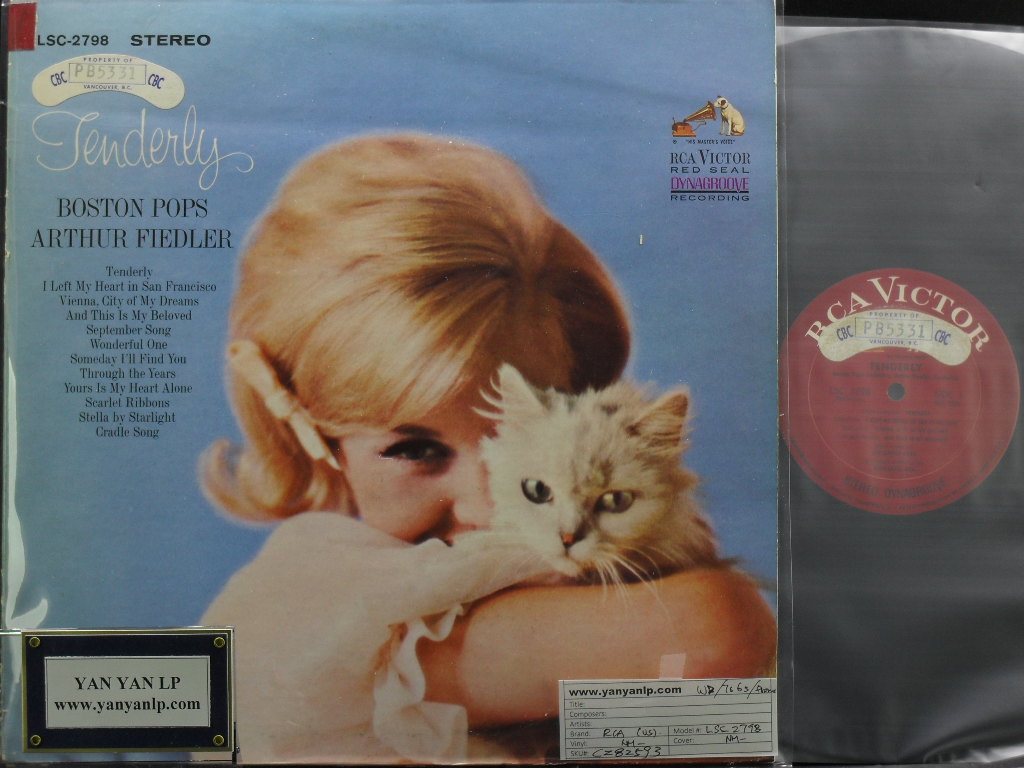 LSC-2798 STEREO
PROPERTY OF
CBC PB5331 CBC
VANCOUVER, B.C.
Tenderly
BOSTON POPS
ARTHUR FIEDLER
Tenderly
I Left My Heart in San Francisco
Vienna, City of My Dreams
And This Is My Beloved
September Song
Wonderful One
Someday I'll Find You
Through the Years
Yours Is My Heart Alone
Scarlet Ribbons
Stella by Starlight
Cradle Song
"HIS MASTER'S VOICE"
RCA VICTOR
RED SEAL
DYNAGROOVE
RECORDING
RCA VICTOR
PROPERTY OF
CBC PB5331 CBC
VANCOUVER, B.C.
TENDERLY
STEREO DYNAGROOVE
YAN YAN LP
www.yanyanlp.com
www.yanyanlp.com
Title:
Composers:
Artists:
Brand: RCA (US) Model #: LSC 2798
Vinyl: NM- Cover: NM-
SKU# CZ82593